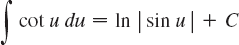 ∫ cot u du = ln | sin u | + C